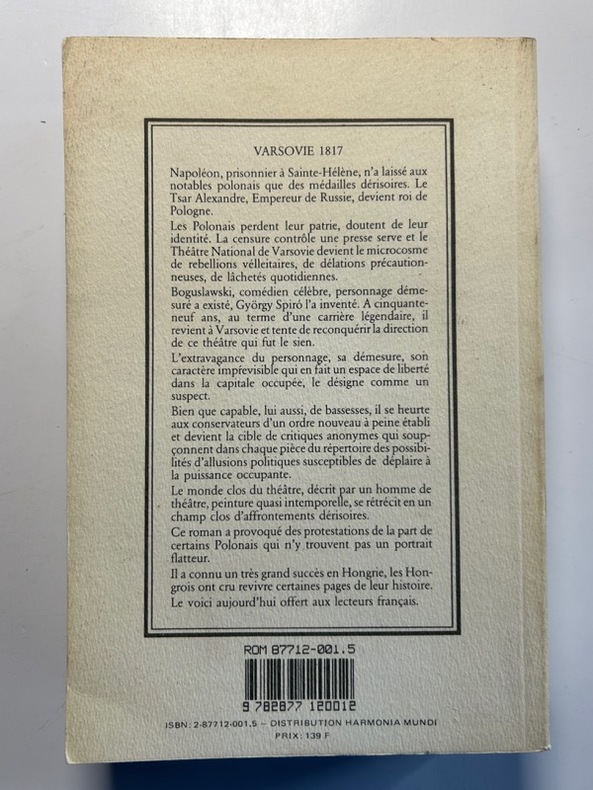 VARSOVIE 1817
Napoléon, prisonnier à Sainte-Hélène, n'a laissé aux
notables polonais que des médailles dérisoires. Le
Tsar Alexandre, Empereur de Russie, devient roi de
Pologne.
Les Polonais perdent leur patrie, doutent de leur
identité. La censure contrôle une presse serve et le
Théâtre National de Varsovie devient le microcosme
de rebellions vélleitaires, de délations précaution-
neuses, de lâchetés quotidiennes.
Boguslawski, comédien célèbre, personnage déme-
suré a existé, György Spiró l'a inventé. A cinquante-
neuf ans, au terme d'une carrière légendaire, il
revient à Varsovie et tente de reconquérir la direction
de ce théâtre qui fut le sien.
L'extravagance du personnage, sa démesure, son
caractère imprévisible qui en fait un espace de liberté
dans la capitale occupée, le désigne comme un
suspect.
Bien que capable, lui aussi, de bassesses, il se heurte
aux conservateurs d'un ordre nouveau à peine établi
et devient la cible de critiques anonymes qui soup-
çonnent dans chaque pièce du répertoire des possibi-
lités d'allusions politiques susceptibles de déplaire à
la puissance occupante.
Le monde clos du théâtre, décrit par un homme de
théâtre, peinture quasi intemporelle, se rétrécit en un
champ clos d'affrontements dérisoires.
Ce roman a provoqué des protestations de la part de
certains Polonais qui n'y trouvent pas un portrait
flatteur.
Il a connu un très grand succès en Hongrie, les Hon-
grois ont cru revivre certaines pages de leur histoire.
Le voici aujourd'hui offert aux lecteurs français.
ROM 87712-001.5
9 782877 120012
ISBN: 2-87712-001,5 – DISTRIBUTION HARMONIA MUNDI
PRIX: 139 F